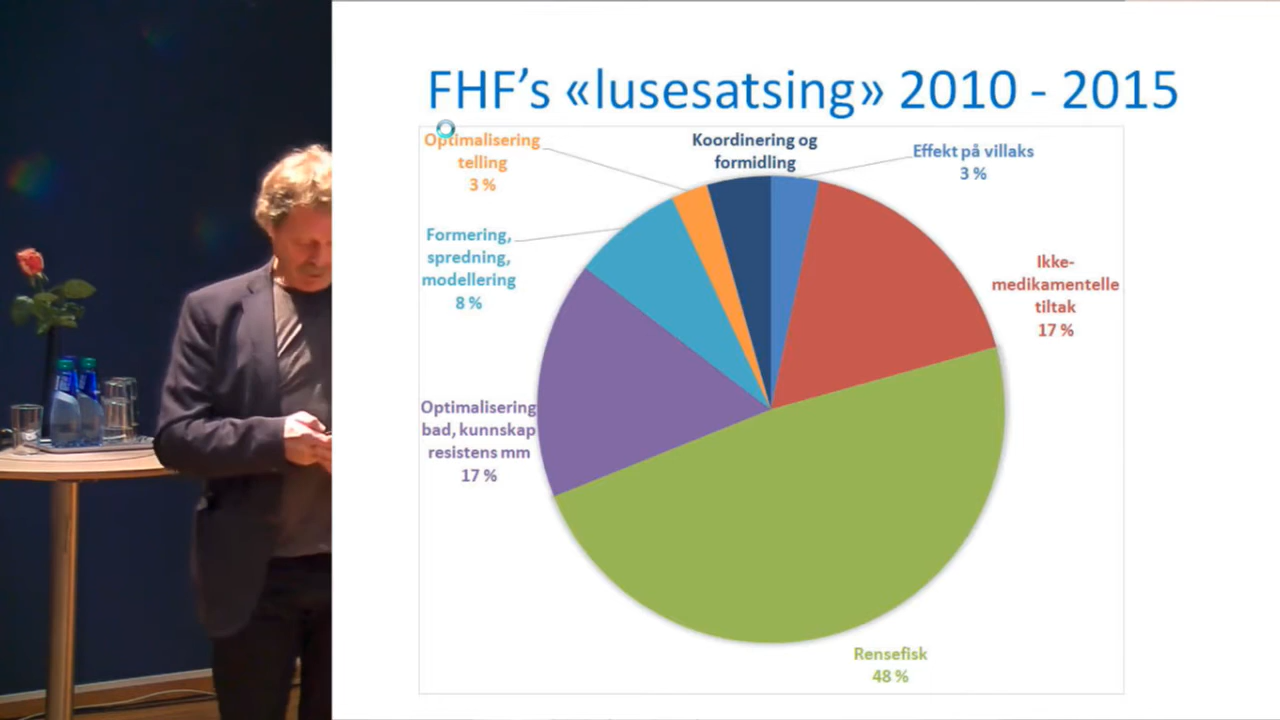 FHF's «lusesatsing» 2010 - 2015
Optimalisering
telling
3 %
Koordinering og
formidling
Effekt på villaks
3 %
Formering,
spredning,
modellering
8 %
Ikke-
medikamentelle
tiltak
17 %
Optimalisering
bad, kunnskap
resistens mm
17 %
Rensefisk
48 %